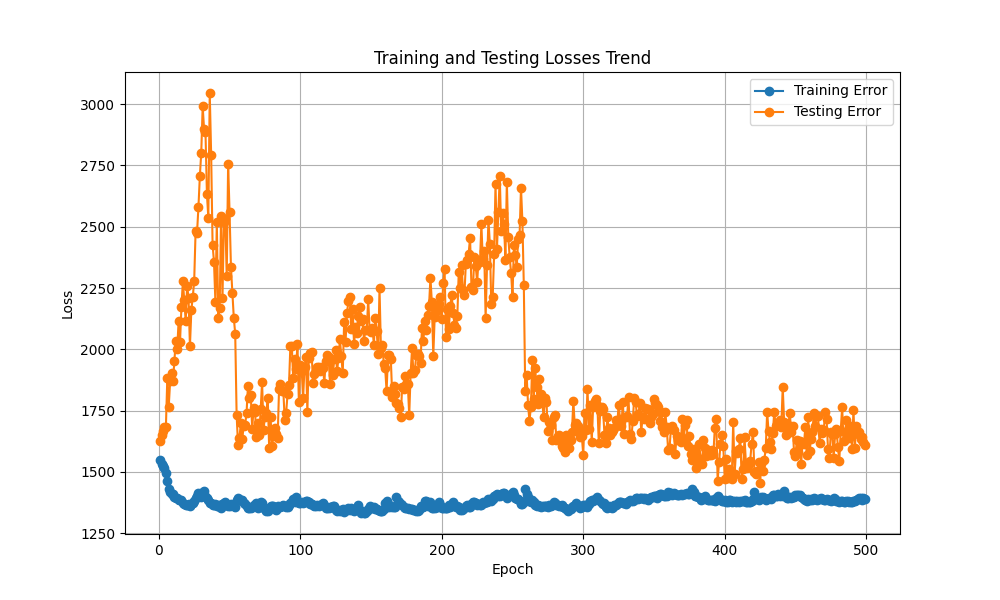 Training and Testing Losses Trend
Training Error
Testing Error
3000
2750
2500
2250
2000
1750
1500
1250
Loss
0 100 200 300 400 500
Epoch